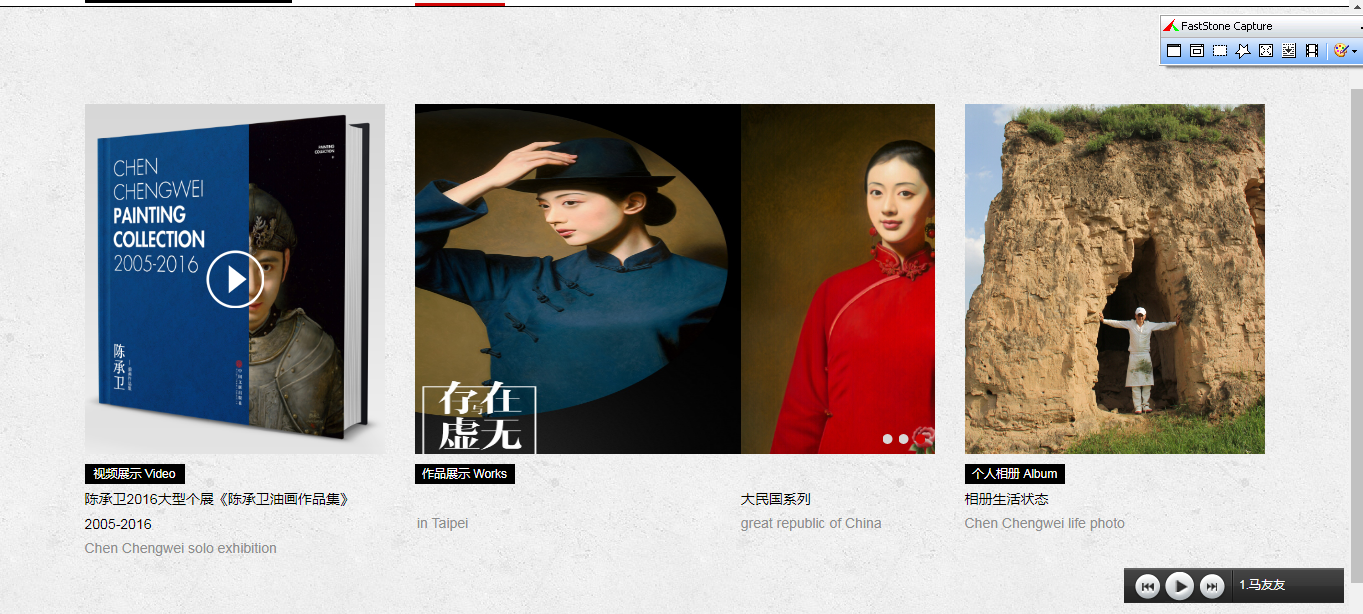 FastStone Capture
CHEN
CHENGWEI
PAINTING
COLLECTION
2005-2016
陈承卫
PAINTING
COLLECTION
存与在
虚无
视频展示 Video
作品展示 Works
个人相册 Album
陈承卫2016大型个展《陈承卫油画作品集》
2005-2016
Chen Chengwei solo exhibition
in Taipei
大民国系列
great republic of China
相册生活状态
Chen Chengwei life photo
1.马友友